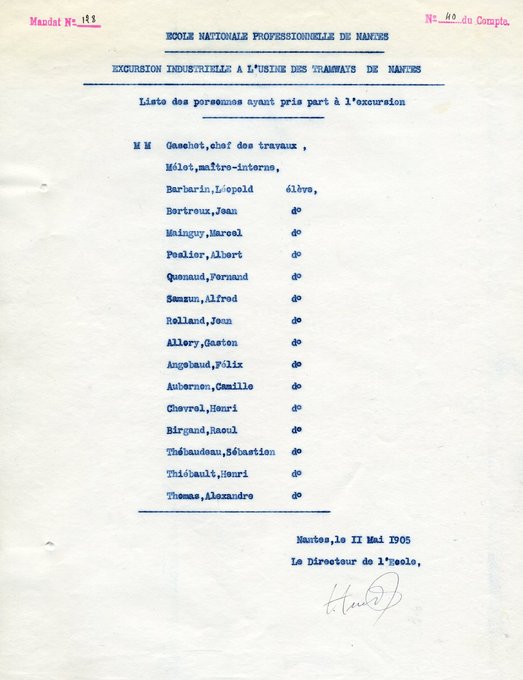 Mandat No 128
No 40 du Compte.
ECOLE NATIONALE PROFESSIONNELLE DE NANTES
EXCURSION INDUSTRIELLE A L'USINE DES TRAMWAYS DE NANTES
Liste des personnes ayant pris part à l'excursion
M M Gaschet,chef des travaux ,
Mélet,maître-interne,
Barbarin,Léopold élève,
Bertreux,Jean do
Mainguy,Marcel do
Peslier,Albert do
Quenaud,Fernand do
Samzun,Alfred do
Rolland,Jean do
Allory,Gaston do
Angebaud,Félix do
Aubernon,Camille do
Chevrel,Henri do
Birgand,Raoul do
Thébaudeau,Sébastien do
Thiébault,Henri do
Thomas,Alexandre do
Nantes,le II Mai 1905
Le Directeur de l'Ecole,